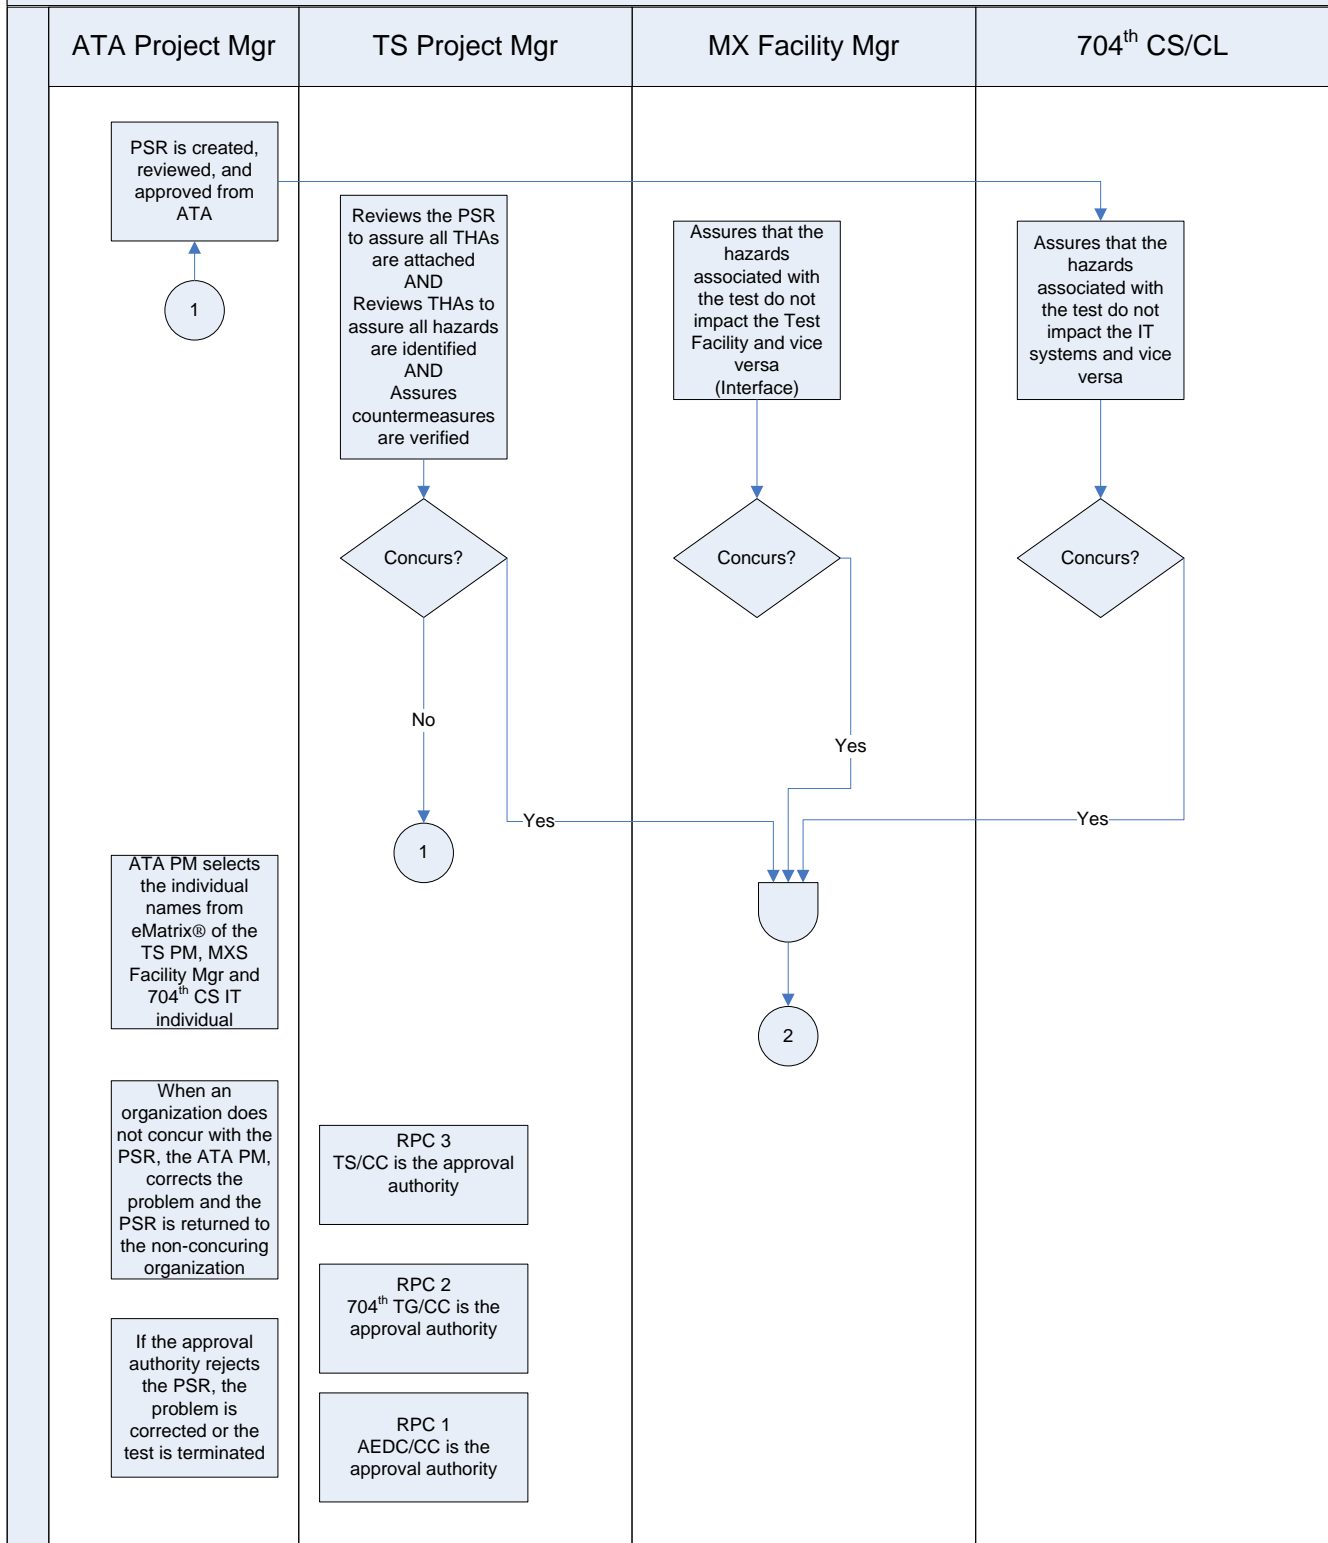 ATA Project Mgr
TS Project Mgr
MX Facility Mgr
704th CS/CL
PSR is created,
reviewed, and
approved from
ATA
1
Reviews the PSR
to assure all THAs
are attached
AND
Reviews THAs to
assure all hazards
are identified
AND
Assures
countermeasures
are verified
Assures that the
hazards
associated with
the test do not
impact the Test
Facility and vice
versa
(Interface)
Assures that the
hazards
associated with
the test do not
impact the IT
systems and vice
versa
Concurs?
Concurs?
Concurs?
No
Yes
Yes
Yes
1
2
ATA PM selects
the individual
names from
eMatrix® of the
TS PM, MXS
Facility Mgr and
704th CS IT
individual
When an
organization does
not concur with the
PSR, the ATA PM,
corrects the
problem and the
PSR is returned to
the non-concuring
organization
If the approval
authority rejects
the PSR, the
problem is
corrected or the
test is terminated
RPC 3
TS/CC is the approval
authority
RPC 2
704th TG/CC is the
approval authority
RPC 1
AEDC/CC is the
approval authority